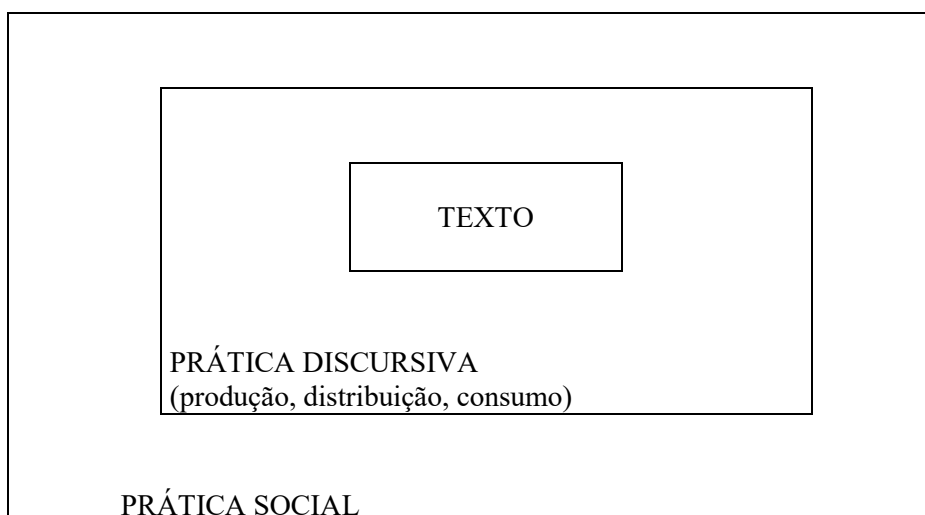 TEXTO
PRÁTICA DISCURSIVA
(produção, distribuição, consumo)
PRÁTICA SOCIAL